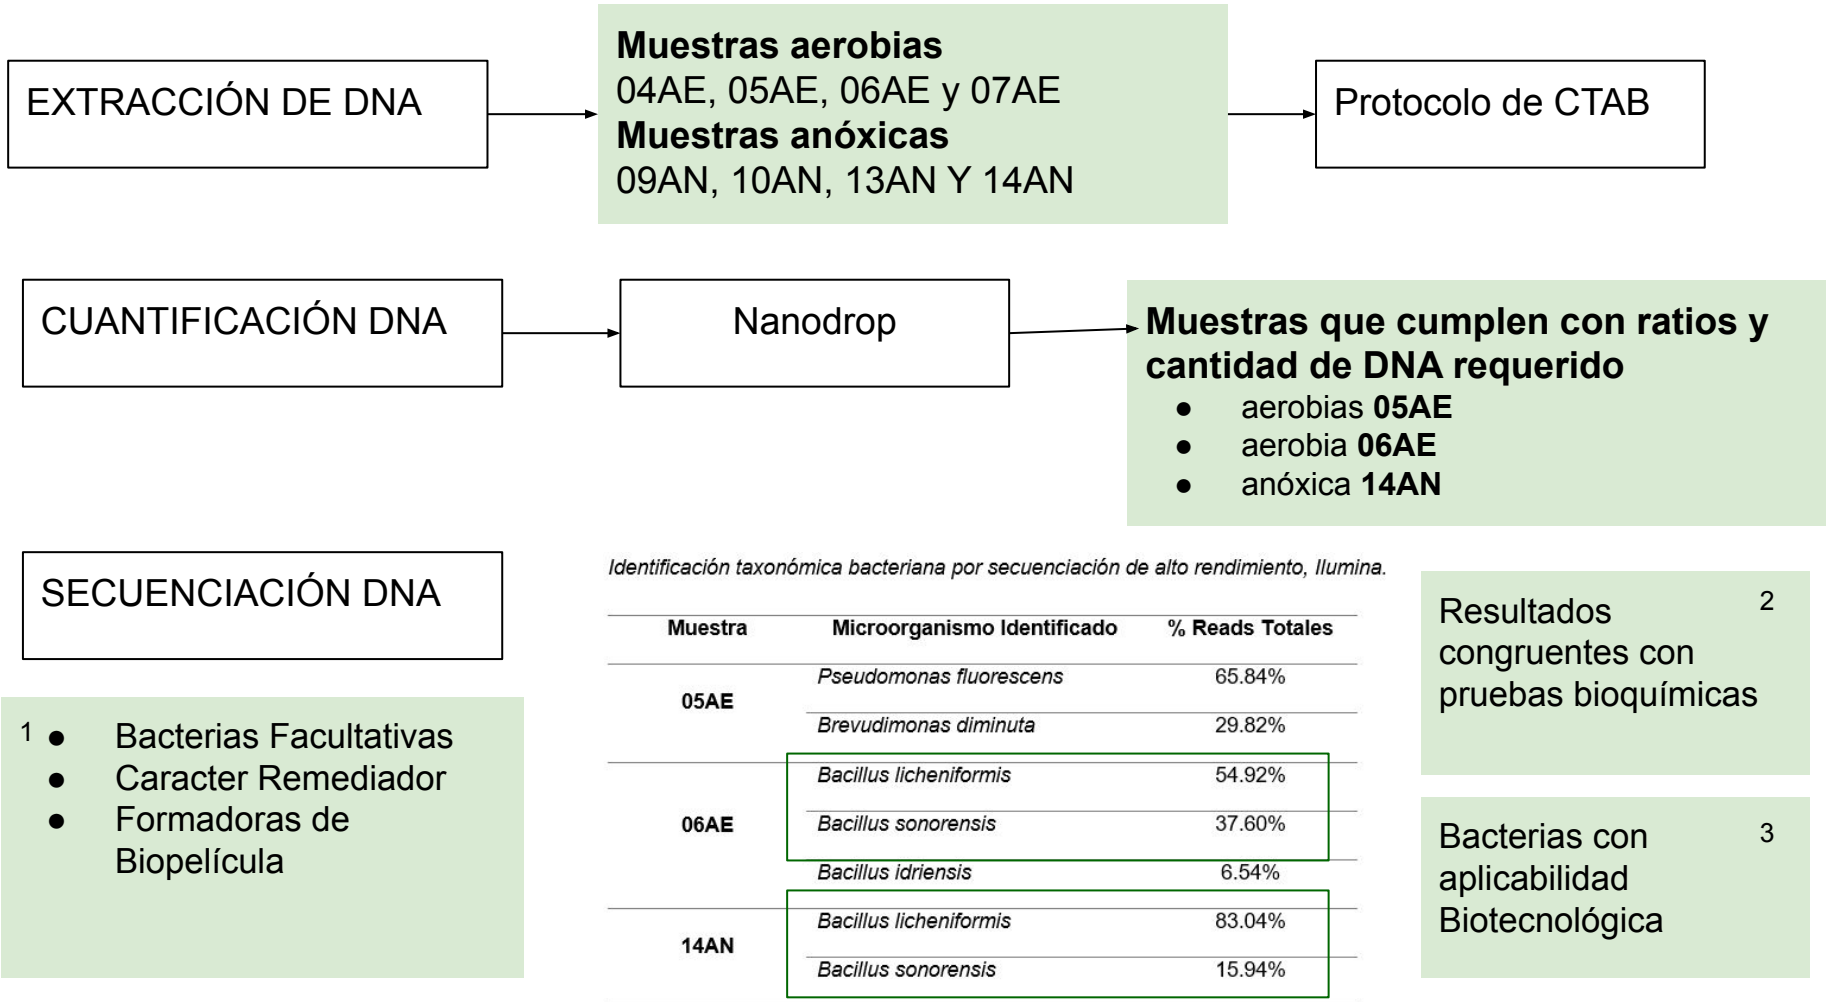 EXTRACCIÓN DE DNA
Muestras aerobias
04AE, 05AE, 06AE y 07AE
Muestras anóxicas
09AN, 10AN, 13AN Y 14AN
Protocolo de CTAB
CUANTIFICACIÓN DNA
Nanodrop
Muestras que cumplen con ratios y
cantidad de DNA requerido
● aerobias 05AE
● aerobia 06AE
● anóxica 14AN
SECUENCIACIÓN DNA
1 ● Bacterias Facultativas
● Caracter Remediador
● Formadoras de
Biopelícula
Identificación taxonómica bacteriana por secuenciación de alto rendimiento, Ilumina.
Muestra Microorganismo Identificado % Reads Totales
05AE
Pseudomonas fluorescens 65.84%
Brevudimonas diminuta 29.82%
06AE
Bacillus licheniformis 54.92%
Bacillus sonorensis 37.60%
Bacillus idriensis 6.54%
14AN
Bacillus licheniformis 83.04%
Bacillus sonorensis 15.94%
Resultados 2
congruentes con
pruebas bioquímicas
Bacterias con 3
aplicabilidad
Biotecnológica